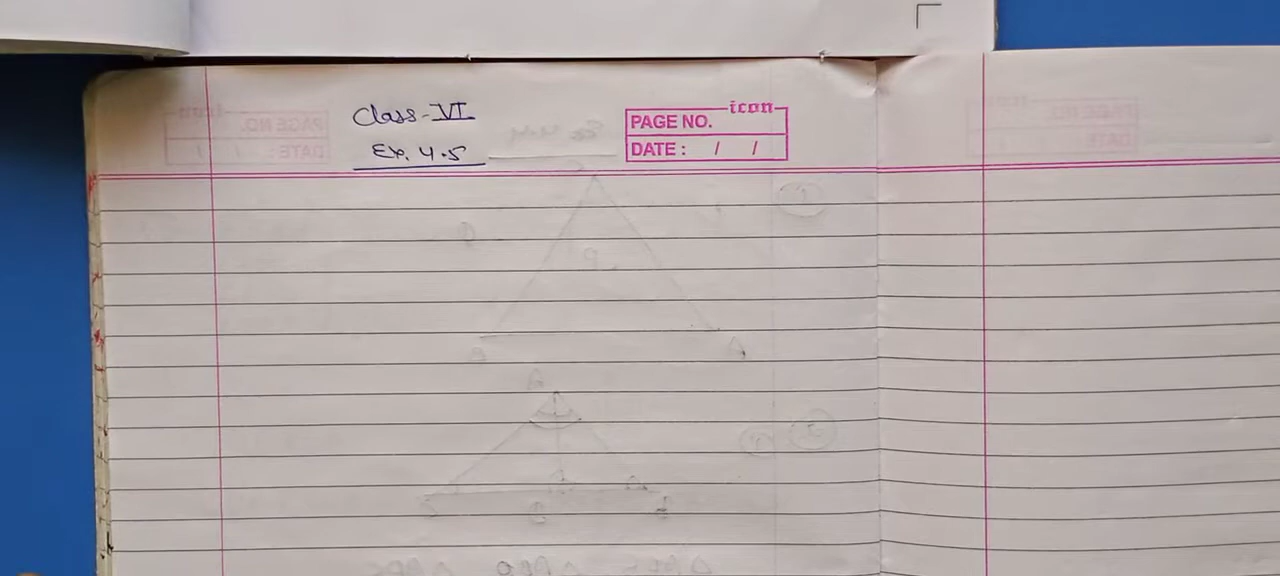 Class-VI
Ex. 4.5
icon
PAGE NO.
DATE : / /